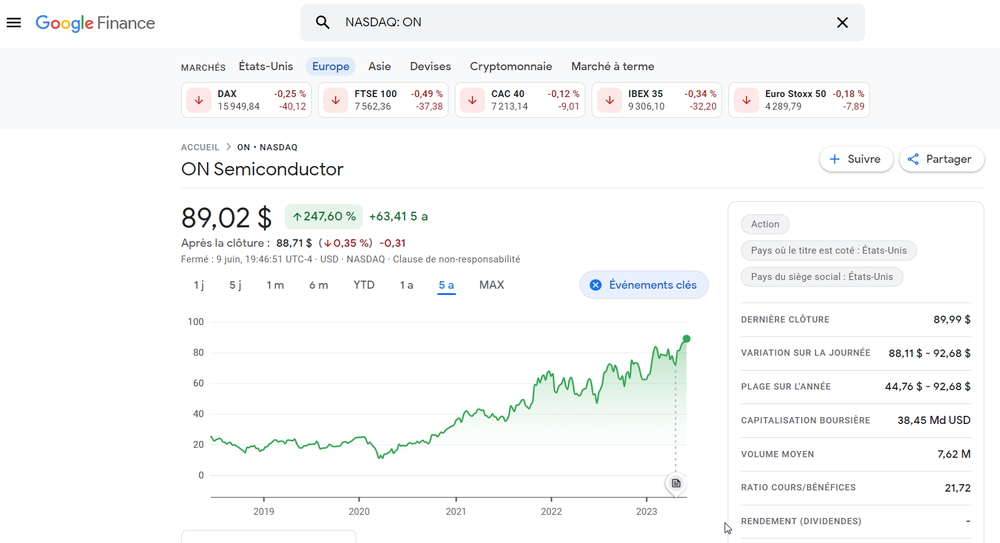 Google Finance
NASDAQ: ON
MARCHÉS États-Unis Europe Asie Devises Cryptomonnaie Marché à terme
DAX -0,25 %
15 949,84 -40,12
FTSE 100 -0,49 %
7 562,36 -37,38
CAC 40 -0,12 %
7 213,14 -9,01
IBEX 35 -0,34 %
9 306,10 -32,20
Euro Stoxx 50 -0,18 %
4 289,79 -7,89
ACCUEIL > ON • NASDAQ
ON Semiconductor
Suivre
Partager
89,02 $ ↑247,60 % +63,41 5 a
Après la clôture : 88,71 $ (↓0,35 %) -0,31
Fermé : 9 juin, 19:46:51 UTC-4 · USD · NASDAQ · Clause de non-responsabilité
1 j 5 j 1 m 6 m YTD 1 a 5 a MAX
Événements clés
100
80
60
40
20
0
2019 2020 2021 2022 2023
Action
Pays où le titre est coté : États-Unis
Pays du siège social : États-Unis
DERNIÈRE CLÔTURE 89,99 $
VARIATION SUR LA JOURNÉE 88,11 $ - 92,68 $
PLAGE SUR L'ANNÉE 44,76 $ - 92,68 $
CAPITALISATION BOURSIÈRE 38,45 Md USD
VOLUME MOYEN 7,62 M
RATIO COURS/BÉNÉFICES 21,72
RENDEMENT (DIVIDENDES) -